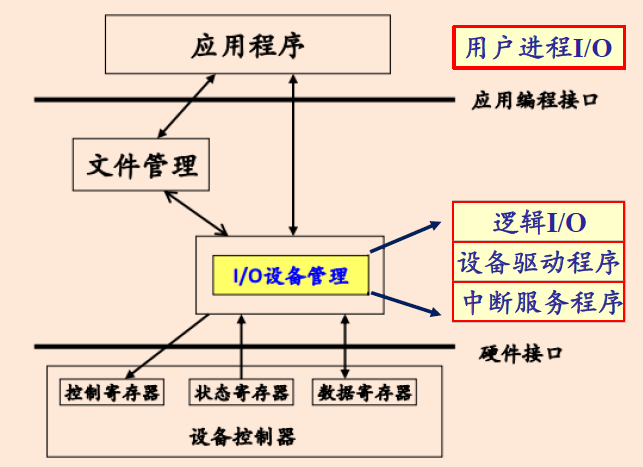 应用程序
用户进程I/O
应用编程接口
文件管理
逻辑I/O
设备驱动程序
I/O设备管理
中断服务程序
硬件接口
控制寄存器
状态寄存器
数据寄存器
设备控制器